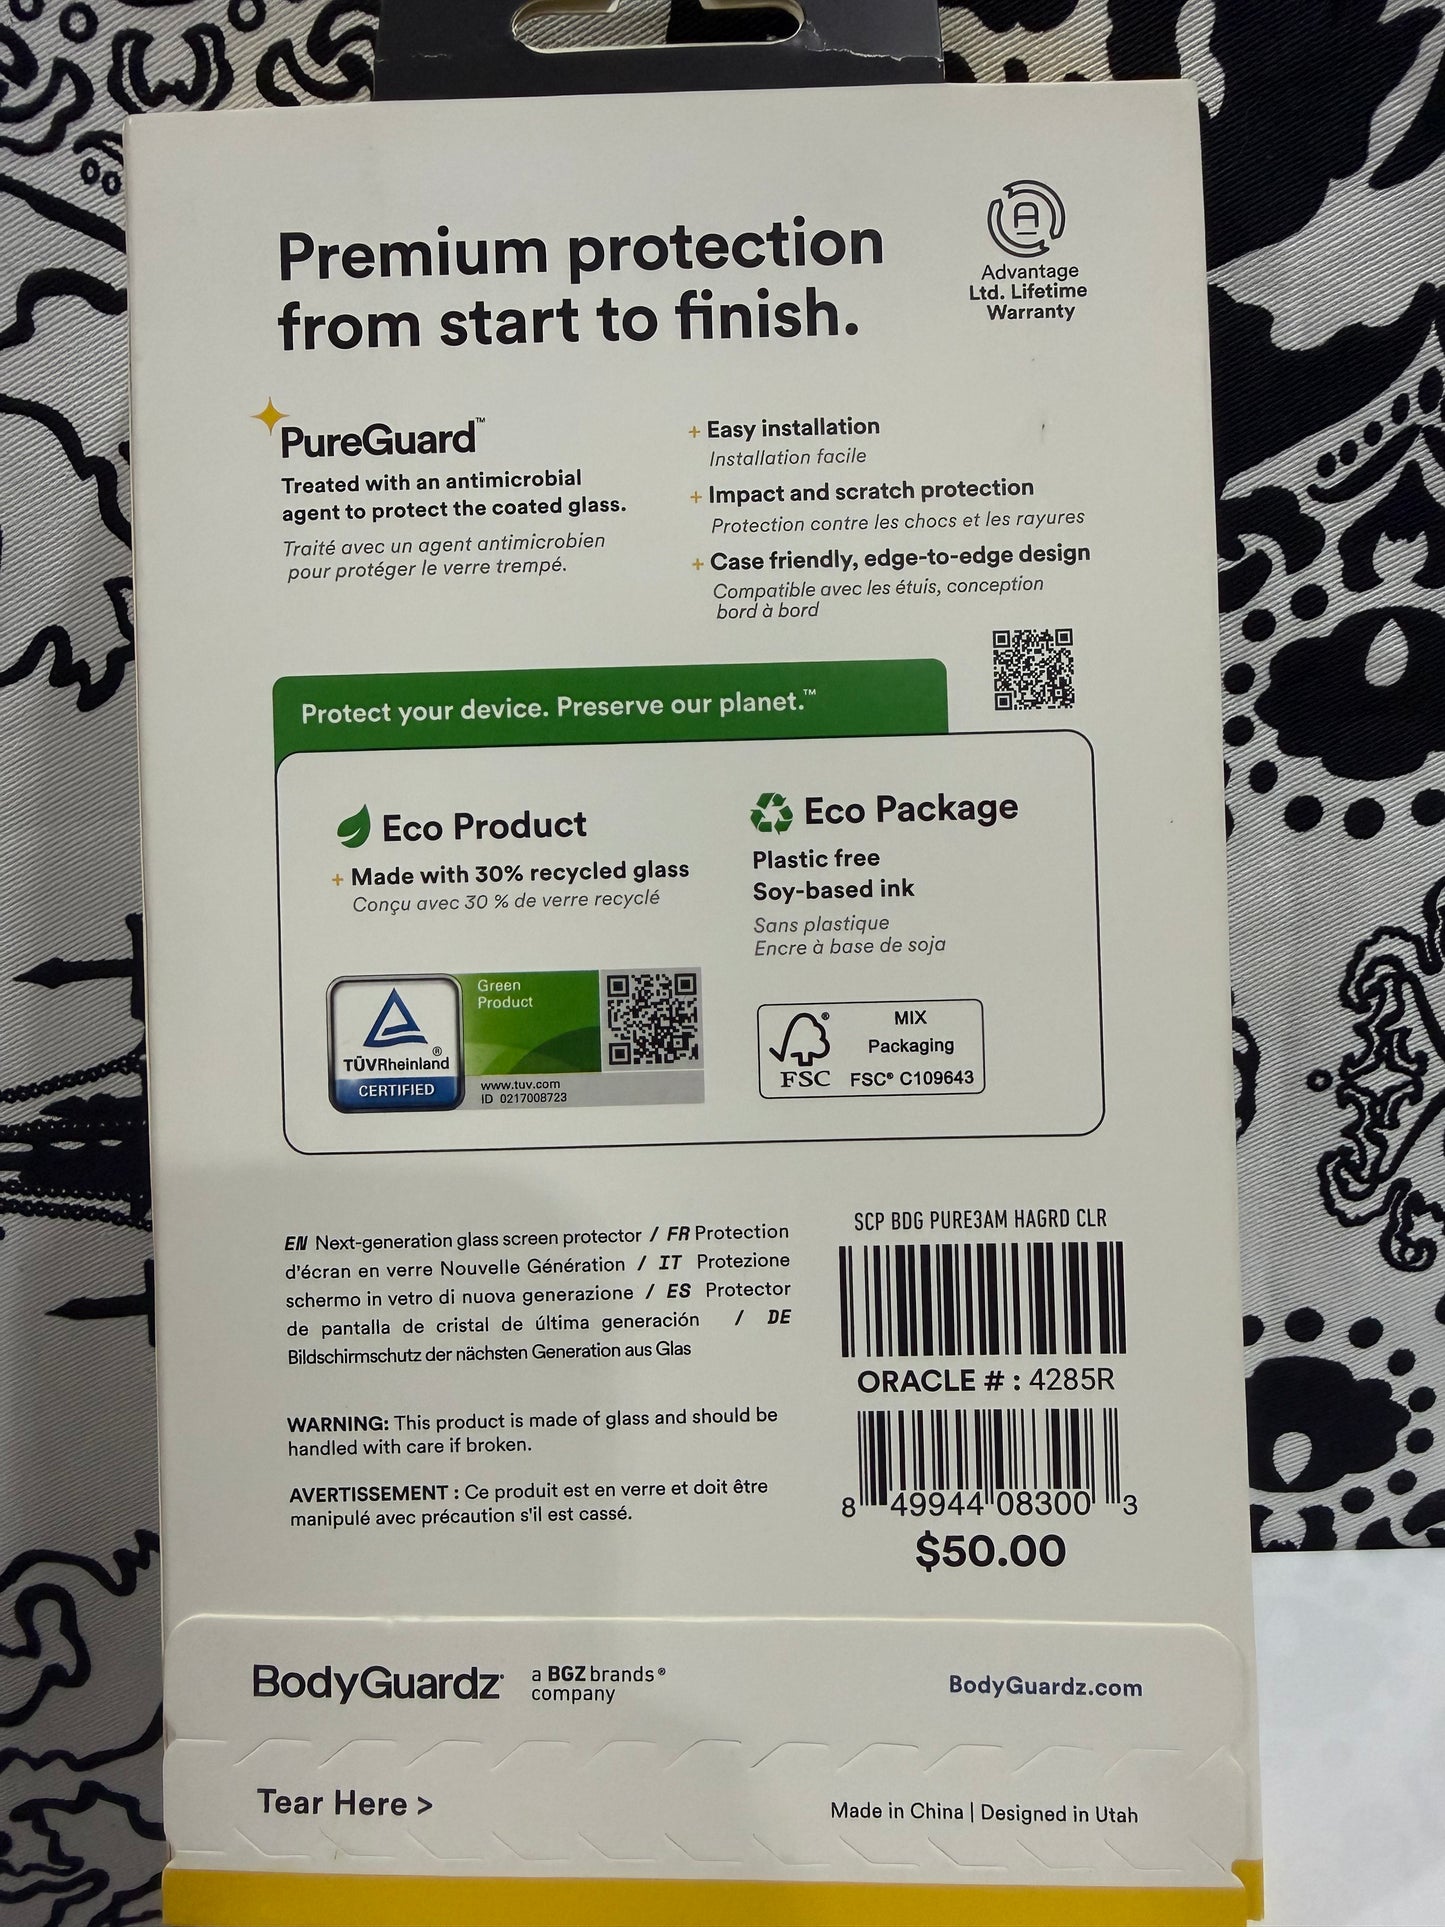 Premium protection
from start to finish.
A
Advantage
Ltd. Lifetime
Warranty
PureGuard™
Treated with an antimicrobial
agent to protect the coated glass.
Traité avec un agent antimicrobien
pour protéger le verre trempé.
+ Easy installation
Installation facile
+ Impact and scratch protection
Protection contre les chocs et les rayures
+ Case friendly, edge-to-edge design
Compatible avec les étuis, conception
bord à bord
Protect your device. Preserve our planet.™
Eco Product
+ Made with 30% recycled glass
Conçu avec 30 % de verre recyclé
TÜVRheinland®
CERTIFIED
Green
Product
www.tuv.com
ID 0217008723
Eco Package
Plastic free
Soy-based ink
Sans plastique
Encre à base de soja
®
FSC
MIX
Packaging
FSC® C109643
EN Next-generation glass screen protector / FR Protection
d'écran en verre Nouvelle Génération / IT Protezione
schermo in vetro di nuova generazione / ES Protector
de pantalla de cristal de última generación / DE
Bildschirmschutz der nächsten Generation aus Glas
WARNING: This product is made of glass and should be
handled with care if broken.
AVERTISSEMENT : Ce produit est en verre et doit être
manipulé avec précaution s'il est cassé.
SCP BDG PURE3AM HAGRD CLR
ORACLE # : 4285R
8 49944 08300 3
$50.00
BodyGuardz®
a BGZ brands®
company
BodyGuardz.com
Tear Here >
Made in China | Designed in Utah